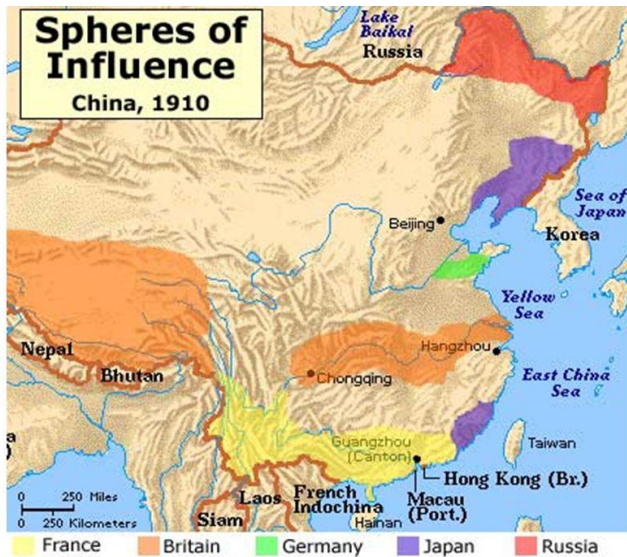 Spheres of
Influence
China, 1910
Lake
Baikal
Russia
Sea of
Japan
Beijing
Korea
Yellow
Sea
Nepal
Bhutan
Hangzhou
Chongqing
East China
Sea
Guangzhou
(Canton)
Taiwan
Hong Kong (Br.)
Macau
(Port.)
Laos
French
Indochina
Siam
Hainan
0 250 Miles
0 250 Kilometers
France
Britain
Germany
Japan
Russia